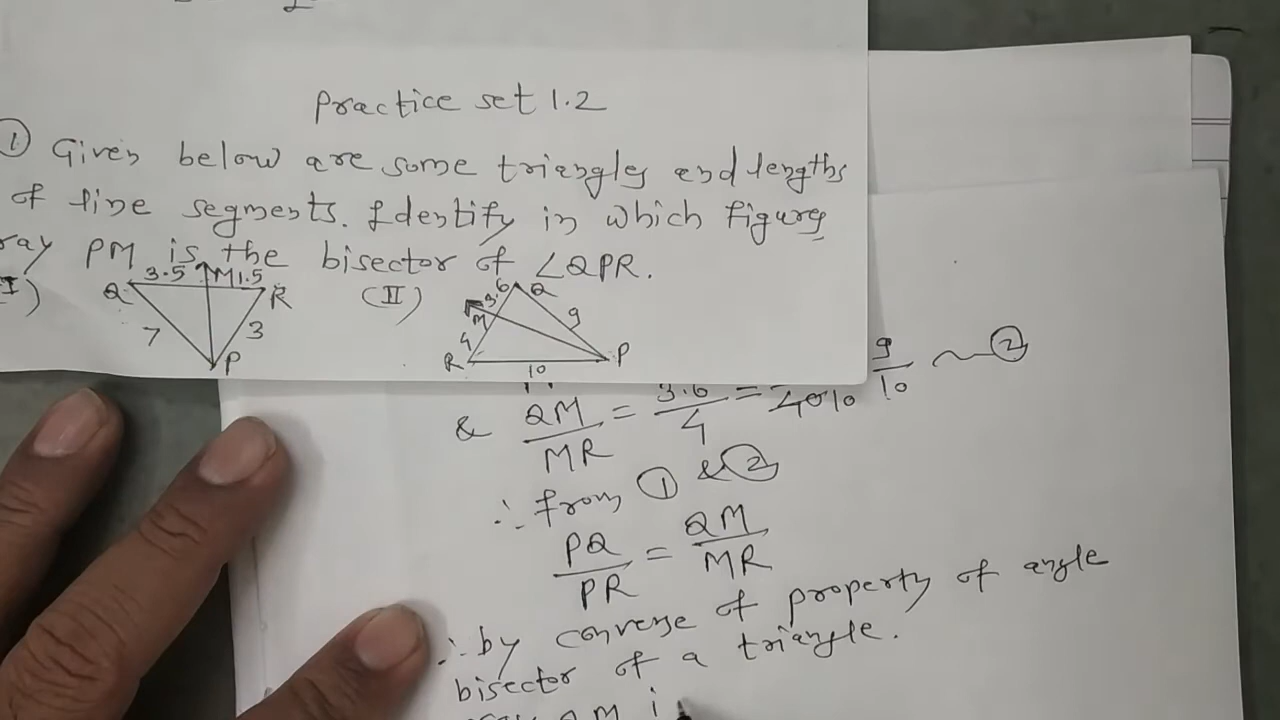 Practice set 1.2
① Given below are some triangles and lengths
of line segments. Identify in which figures
ray PM is the bisector of ∠QPR.
I) Q 3.5 M 1.5 R 7 3 P
(II) 3.6 Q M 9 4 R 10 P
& QM/MR = 3.6/4 = 9/10 ~ ②
∴ from ① & ②
PQ/PR = QM/MR
∴ by converse of property of angle
bisector of a triangle.